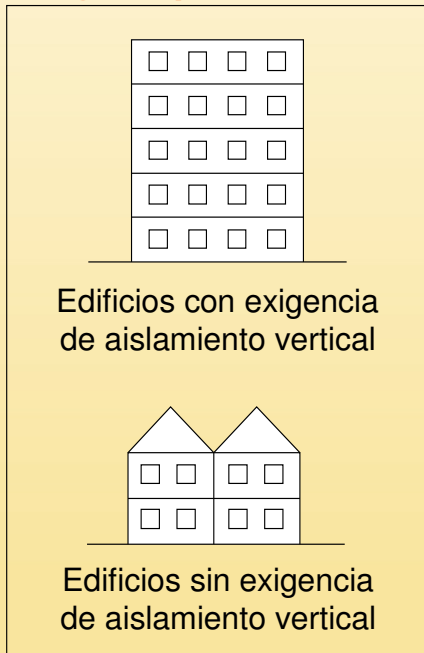 Edificios con exigencia
de aislamiento vertical
Edificios sin exigencia
de aislamiento vertical